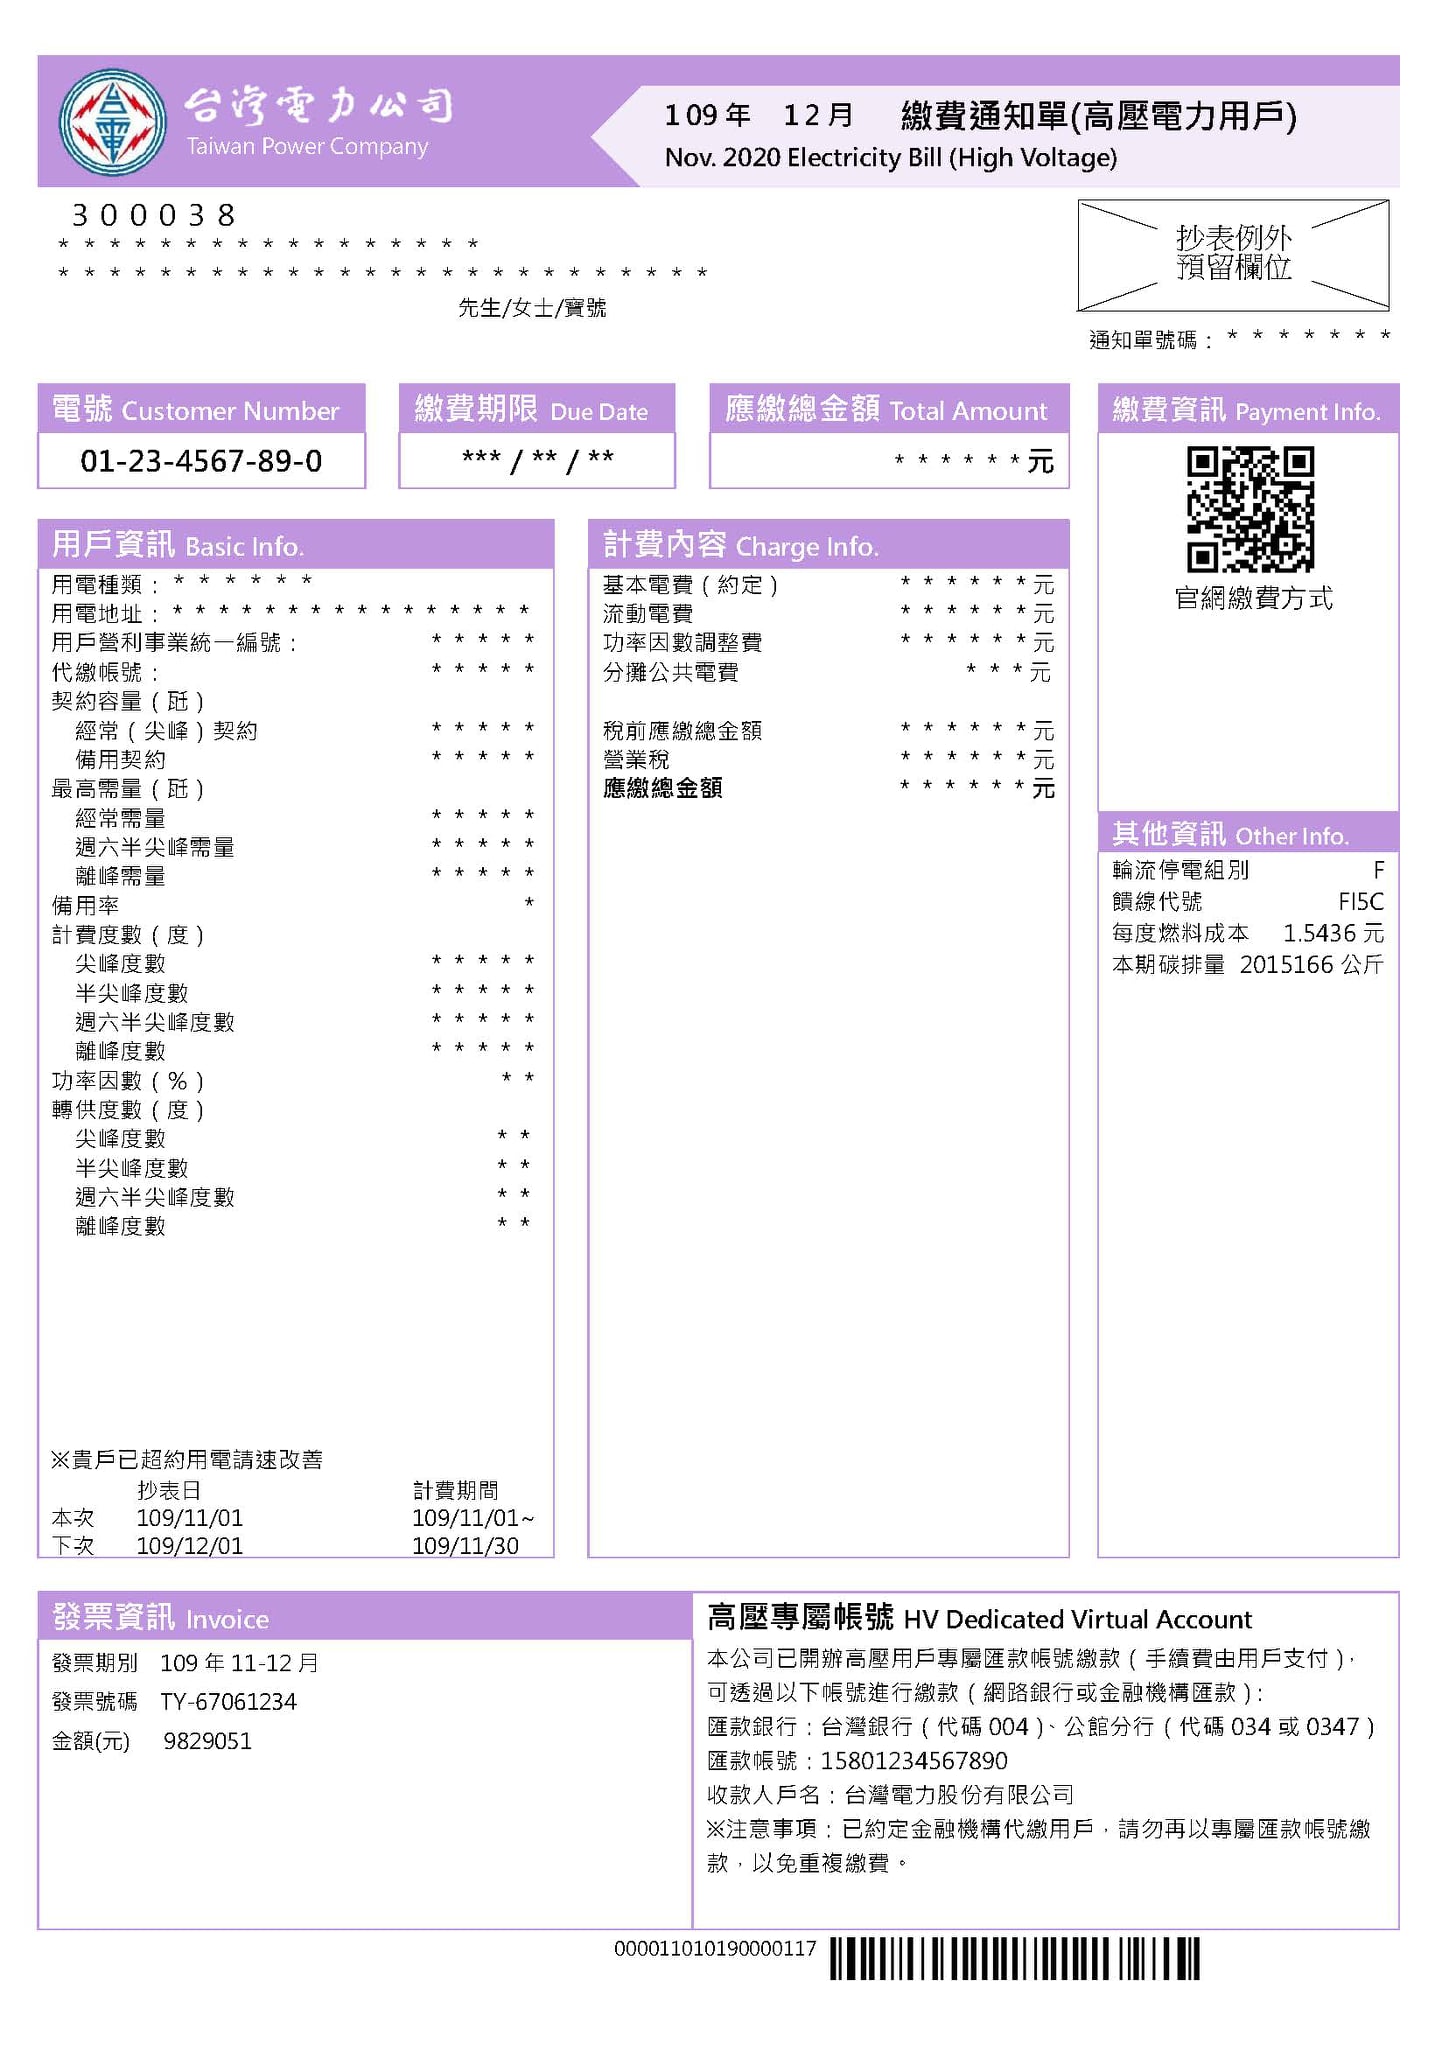 台灣電力公司
Taiwan Power Company
109年 12月 繳費通知單(高壓電力用戶)
Nov. 2020 Electricity Bill (High Voltage)
300038
* * * * * * * * * * * * * * * * *
* * * * * * * * * * * * * * * * * * * * * * * * * *
先生/女士/寶號
抄表例外
預留欄位
通知單號碼：* * * * * * *
電號 Customer Number
01-23-4567-89-0
繳費期限 Due Date
*** / ** / **
應繳總金額 Total Amount
* * * * * * 元
繳費資訊 Payment Info.
官網繳費方式
用戶資訊 Basic Info.
用電種類：* * * * * *
用電地址：* * * * * * * * * * * * * * * *
用戶營利事業統一編號： * * * * *
代繳帳號： * * * * *
契約容量（瓩）
經常（尖峰）契約 * * * * *
備用契約 * * * * *
最高需量（瓩）
經常需量 * * * * *
週六半尖峰需量 * * * * *
離峰需量 * * * * *
備用率 *
計費度數（度）
尖峰度數 * * * * *
半尖峰度數 * * * * *
週六半尖峰度數 * * * * *
離峰度數 * * * * *
功率因數（%） * *
轉供度數（度）
尖峰度數 * *
半尖峰度數 * *
週六半尖峰度數 * *
離峰度數 * *
※貴戶已超約用電請速改善
抄表日 計費期間
本次 109/11/01 109/11/01~
下次 109/12/01 109/11/30
計費內容 Charge Info.
基本電費（約定） * * * * * * 元
流動電費 * * * * * * 元
功率因數調整費 * * * * * * 元
分攤公共電費 * * * 元
稅前應繳總金額 * * * * * * 元
營業稅 * * * * * * 元
應繳總金額 * * * * * * 元
其他資訊 Other Info.
輪流停電組別 F
饋線代號 FI5C
每度燃料成本 1.5436 元
本期碳排量 2015166 公斤
發票資訊 Invoice
發票期別 109 年 11-12 月
發票號碼 TY-67061234
金額(元) 9829051
高壓專屬帳號 HV Dedicated Virtual Account
本公司已開辦高壓用戶專屬匯款帳號繳款（手續費由用戶支付），
可透過以下帳號進行繳款（網路銀行或金融機構匯款）：
匯款銀行：台灣銀行（代碼 004）、公館分行（代碼 034 或 0347）
匯款帳號：15801234567890
收款人戶名：台灣電力股份有限公司
※注意事項：已約定金融機構代繳用戶，請勿再以專屬匯款帳號繳
款，以免重複繳費。
000011010190000117